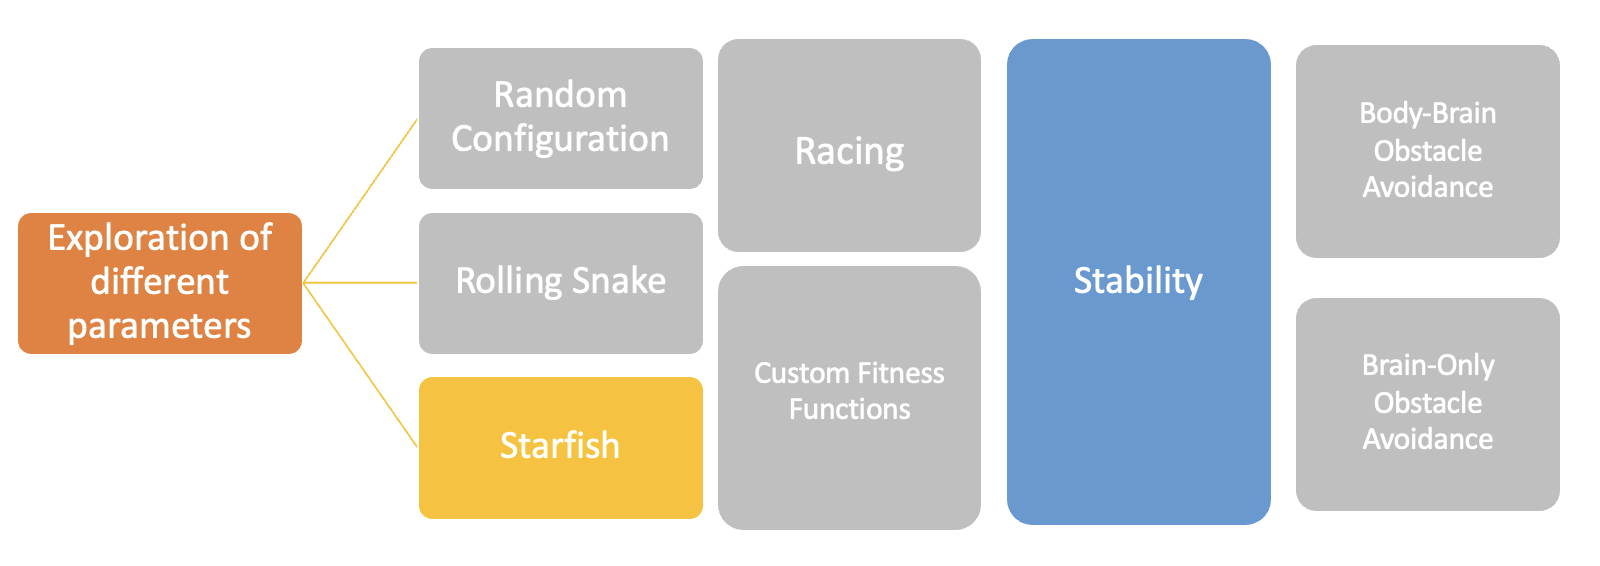 Exploration of
different
parameters
Random
Configuration
Rolling Snake
Starfish
Racing
Custom Fitness
Functions
Stability
Body-Brain
Obstacle
Avoidance
Brain-Only
Obstacle
Avoidance